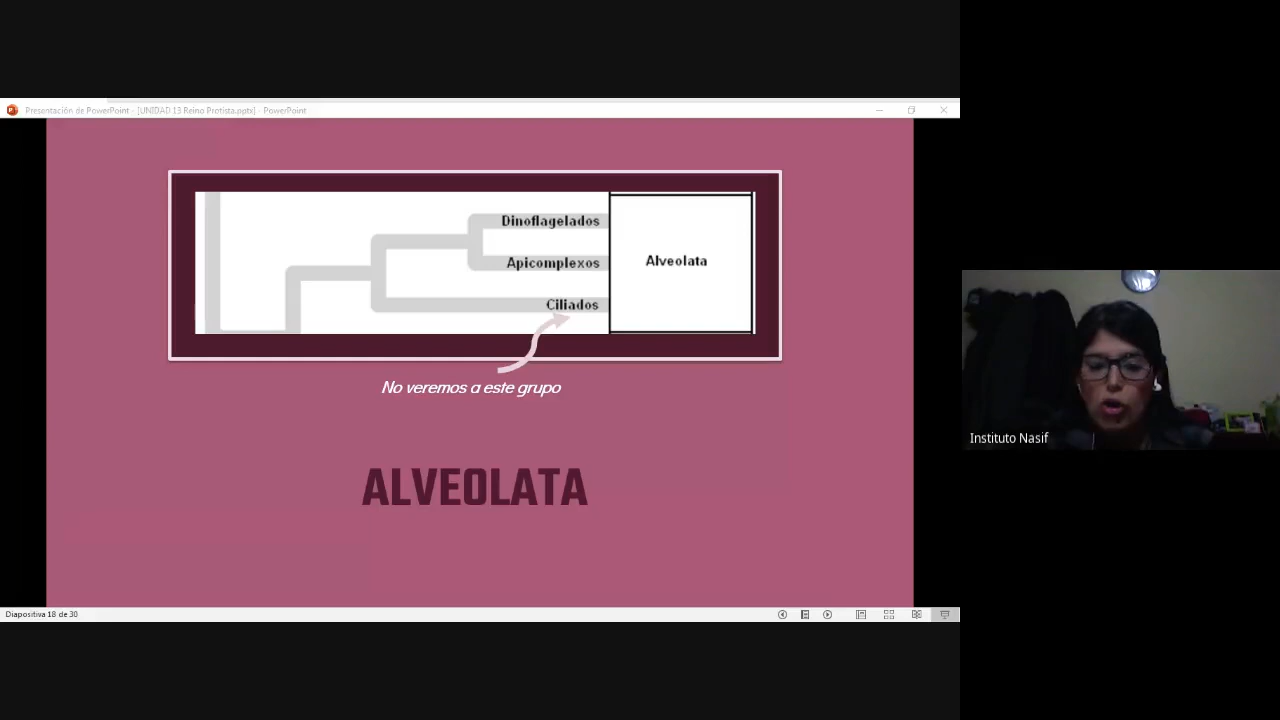 Presentación de PowerPoint - [UNIDAD 13 Reino Protista.pptx] - PowerPoint
Dinoflagelados
Apicomplexos
Alveolata
Ciliados
No veremos a este grupo
ALVEOLATA
Instituto Nasif
Diapositiva 18 de 30